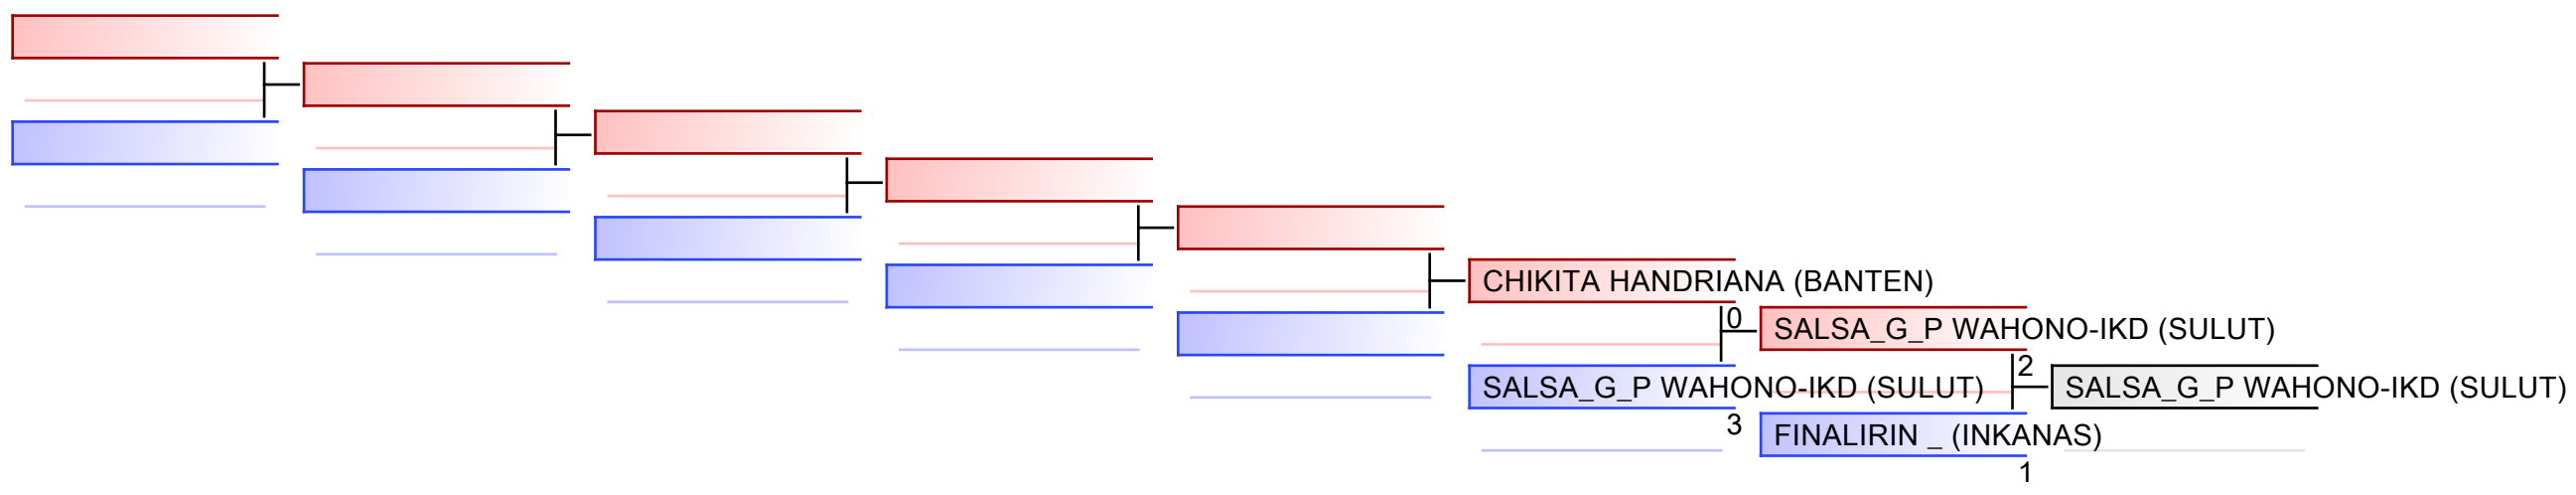 CHIKITA HANDRIANA (BANTEN)
0
SALSA_G_P WAHONO-IKD (SULUT)
2
SALSA_G_P WAHONO-IKD (SULUT)
SALSA_G_P WAHONO-IKD (SULUT)
3
FINALIRIN _ (INKANAS)
1